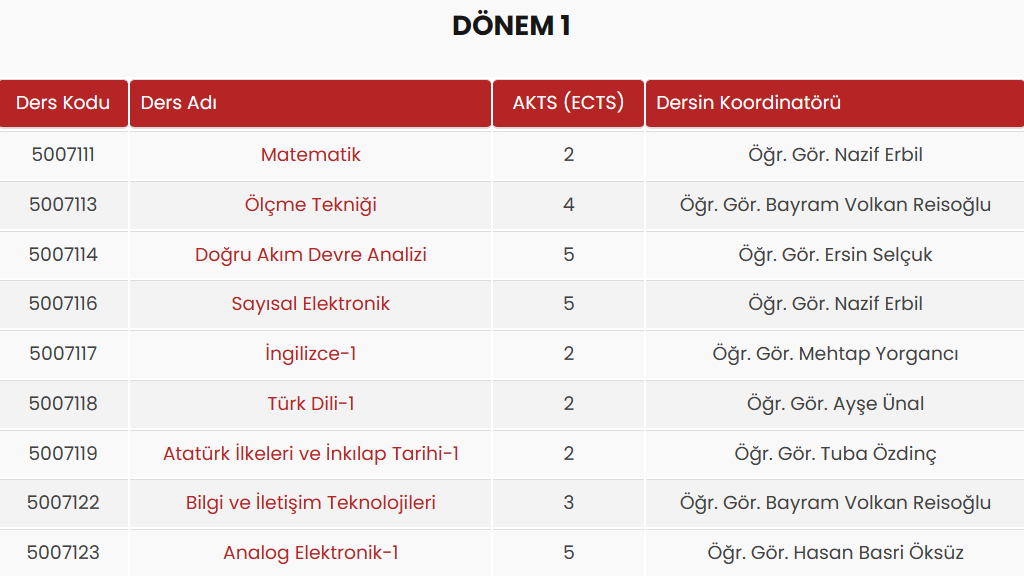 DÖNEM 1
Ders Kodu Ders Adı AKTS (ECTS) Dersin Koordinatörü
5007111 Matematik 2 Öğr. Gör. Nazif Erbil
5007113 Ölçme Tekniği 4 Öğr. Gör. Bayram Volkan Reisoğlu
5007114 Doğru Akım Devre Analizi 5 Öğr. Gör. Ersin Selçuk
5007116 Sayısal Elektronik 5 Öğr. Gör. Nazif Erbil
5007117 İngilizce-1 2 Öğr. Gör. Mehtap Yorgancı
5007118 Türk Dili-1 2 Öğr. Gör. Ayşe Ünal
5007119 Atatürk İlkeleri ve İnkılap Tarihi-1 2 Öğr. Gör. Tuba Özdinç
5007122 Bilgi ve İletişim Teknolojileri 3 Öğr. Gör. Bayram Volkan Reisoğlu
5007123 Analog Elektronik-1 5 Öğr. Gör. Hasan Basri Öksüz